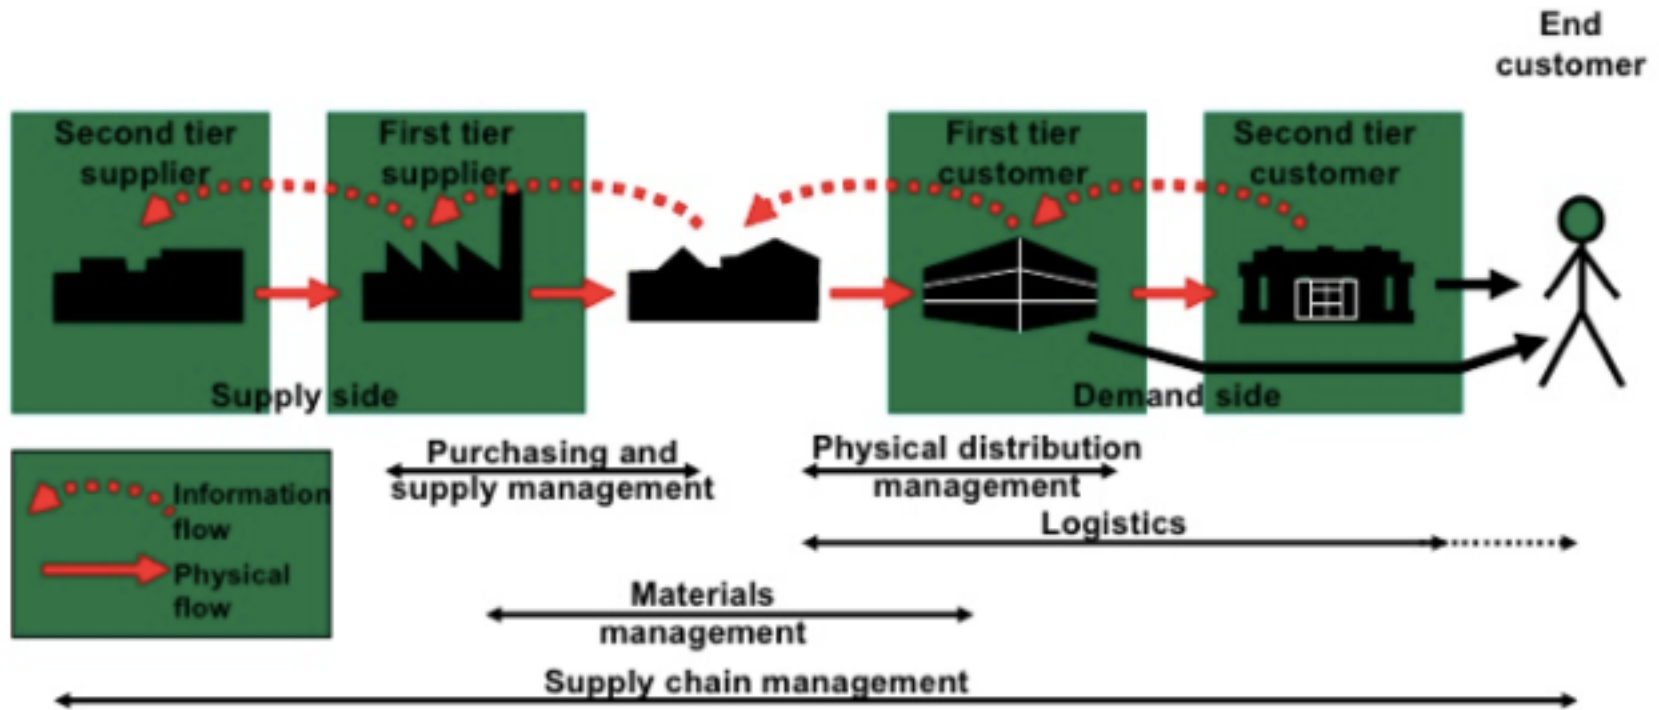 End
customer
Second tier
supplier
First tier
supplier
First tier
customer
Second tier
customer
Supply side
Demand side
Purchasing and
supply management
Physical distribution
management
Logistics
Information
flow
Physical
flow
Materials
management
Supply chain management